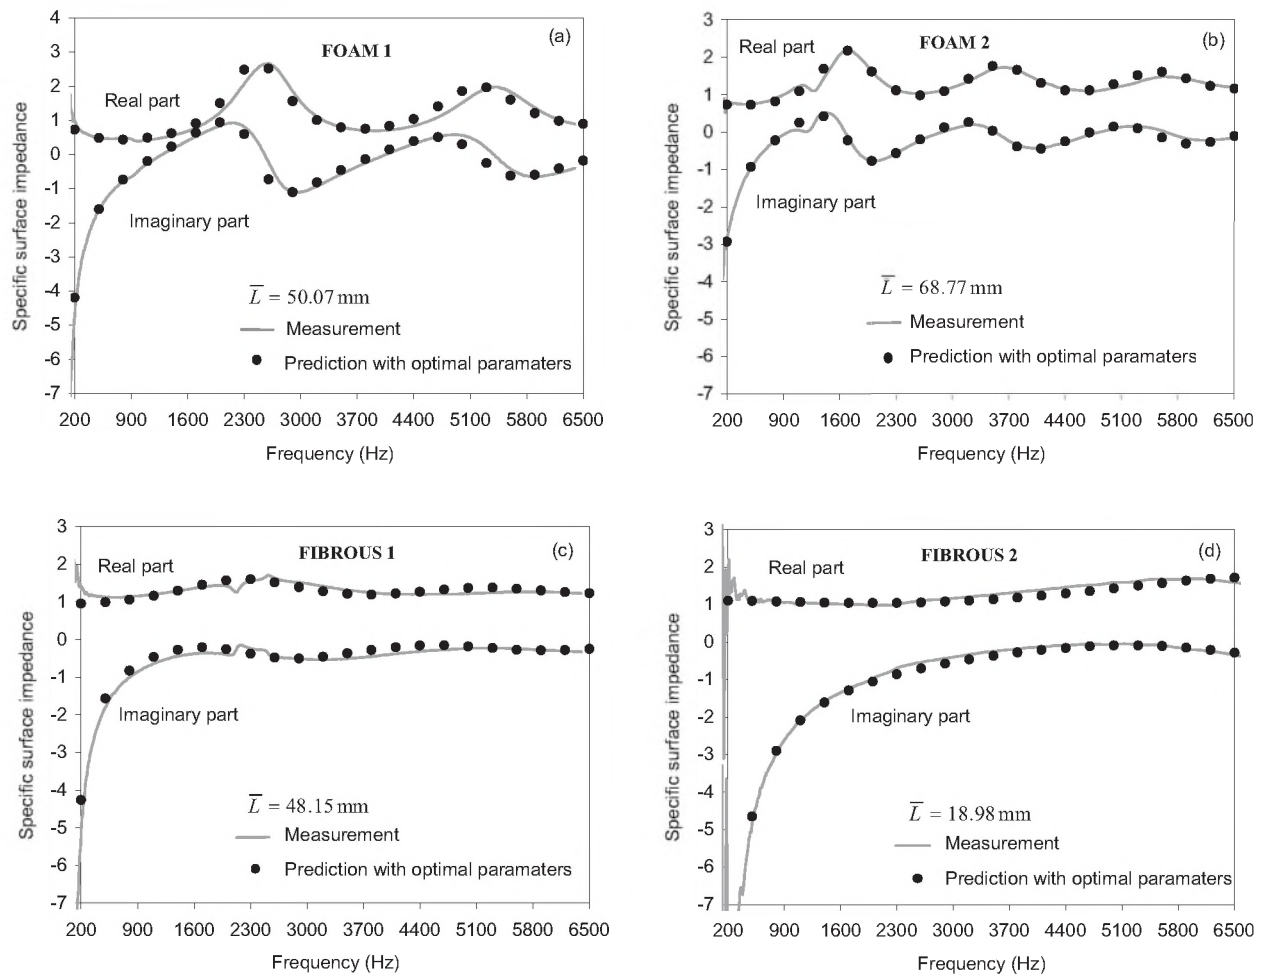 FOAM 1
(a)
4
3
2
1
0
-1
-2
-3
-4
-5
-6
-7
Specific surface impedance
Real part
Imaginary part
L̅ = 50.07 mm
Measurement
Prediction with optimal paramaters
200 900 1600 2300 3000 3700 4400 5100 5800 6500
Frequency (Hz)
FOAM 2
(b)
3
2
1
0
-1
-2
-3
-4
-5
-6
-7
Specific surface impedance
Real part
Imaginary part
L̅ = 68.77 mm
Measurement
Prediction with optimal paramaters
200 900 1600 2300 3000 3700 4400 5100 5800 6500
Frequency (Hz)
FIBROUS 1
(c)
3
2
1
0
-1
-2
-3
-4
-5
-6
-7
Specific surface impedance
Real part
Imaginary part
L̅ = 48.15 mm
Measurement
Prediction with optimal paramaters
200 900 1600 2300 3000 3700 4400 5100 5800 6500
Frequency (Hz)
FIBROUS 2
(d)
3
2
1
0
-1
-2
-3
-4
-5
-6
-7
Specific surface impedance
Real part
Imaginary part
L̅ = 18.98 mm
Measurement
Prediction with optimal paramaters
200 900 1600 2300 3000 3700 4400 5100 5800 6500
Frequency (Hz)